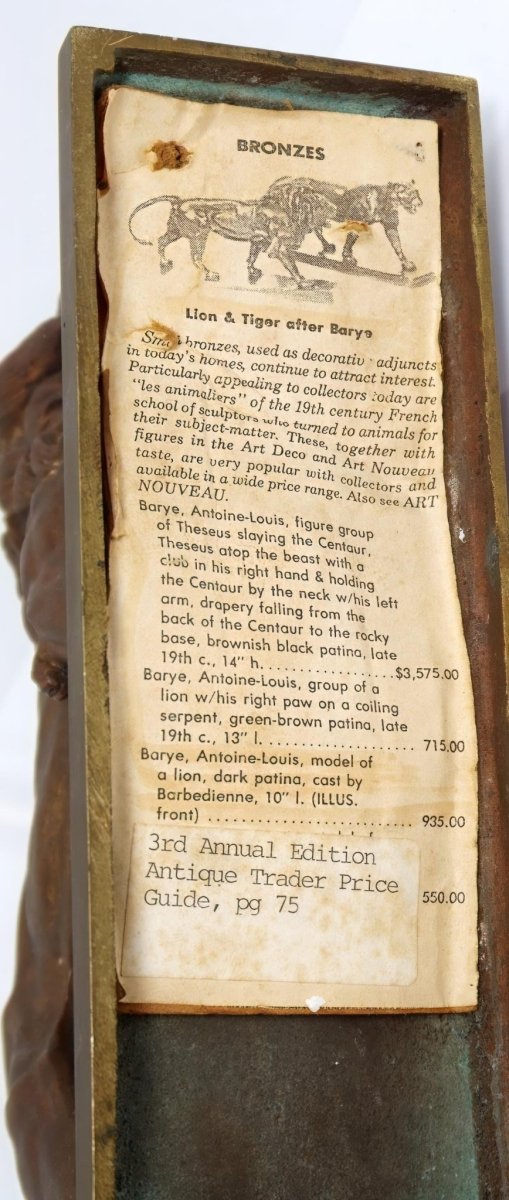 BRONZES
Lion & Tiger after Barye
bronzes, used as decorativ adjuncts
in today's homes, continue to attract interest.
Particularly appealing to collectors today are
"les animaliers" of the 19th century French
school of sculptors who turned to animals for
their subject-matter. These, together with
figures in the Art Deco and Art Nouveau
taste, are very popular with collectors and
available in a wide price range. Also see ART
NOUVEAU.
Barye, Antoine-Louis, figure group
of Theseus slaying the Centaur,
Theseus atop the beast with a
club in his right hand & holding
the Centaur by the neck w/his left
arm, drapery falling from the
back of the Centaur to the rocky
base, brownish black patina, late
19th c., 14" h. ................$3,575.00
Barye, Antoine-Louis, group of a
lion w/his right paw on a coiling
serpent, green-brown patina, late
19th c., 13" l. ................... 715.00
Barye, Antoine-Louis, model of
a lion, dark patina, cast by
Barbedienne, 10" l. (ILLUS.
front) .......................... 935.00
3rd Annual Edition
Antique Trader Price
Guide, pg 75
550.00